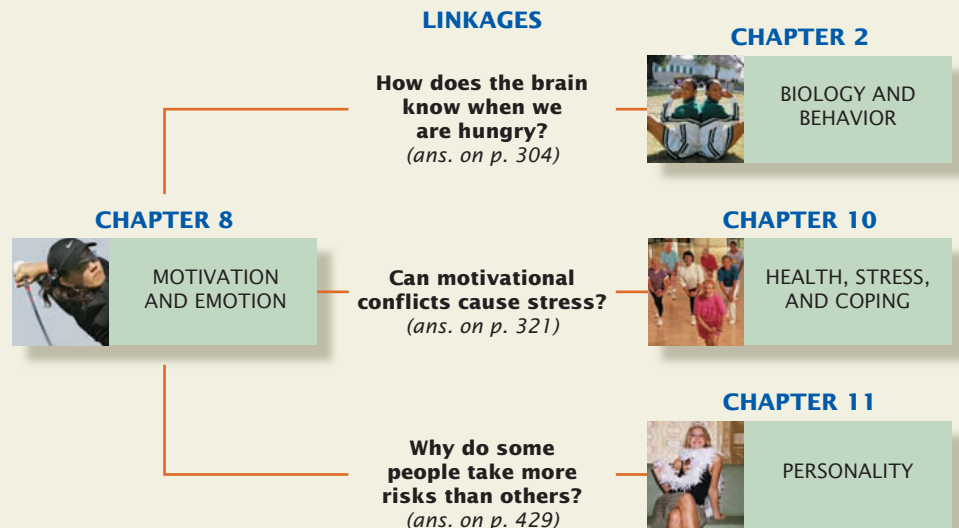 LINKAGES
CHAPTER 2
How does the brain
know when we
are hungry?
(ans. on p. 304)
BIOLOGY AND
BEHAVIOR
CHAPTER 8
MOTIVATION
AND EMOTION
Can motivational
conflicts cause stress?
(ans. on p. 321)
CHAPTER 10
HEALTH, STRESS,
AND COPING
Why do some
people take more
risks than others?
(ans. on p. 429)
CHAPTER 11
PERSONALITY